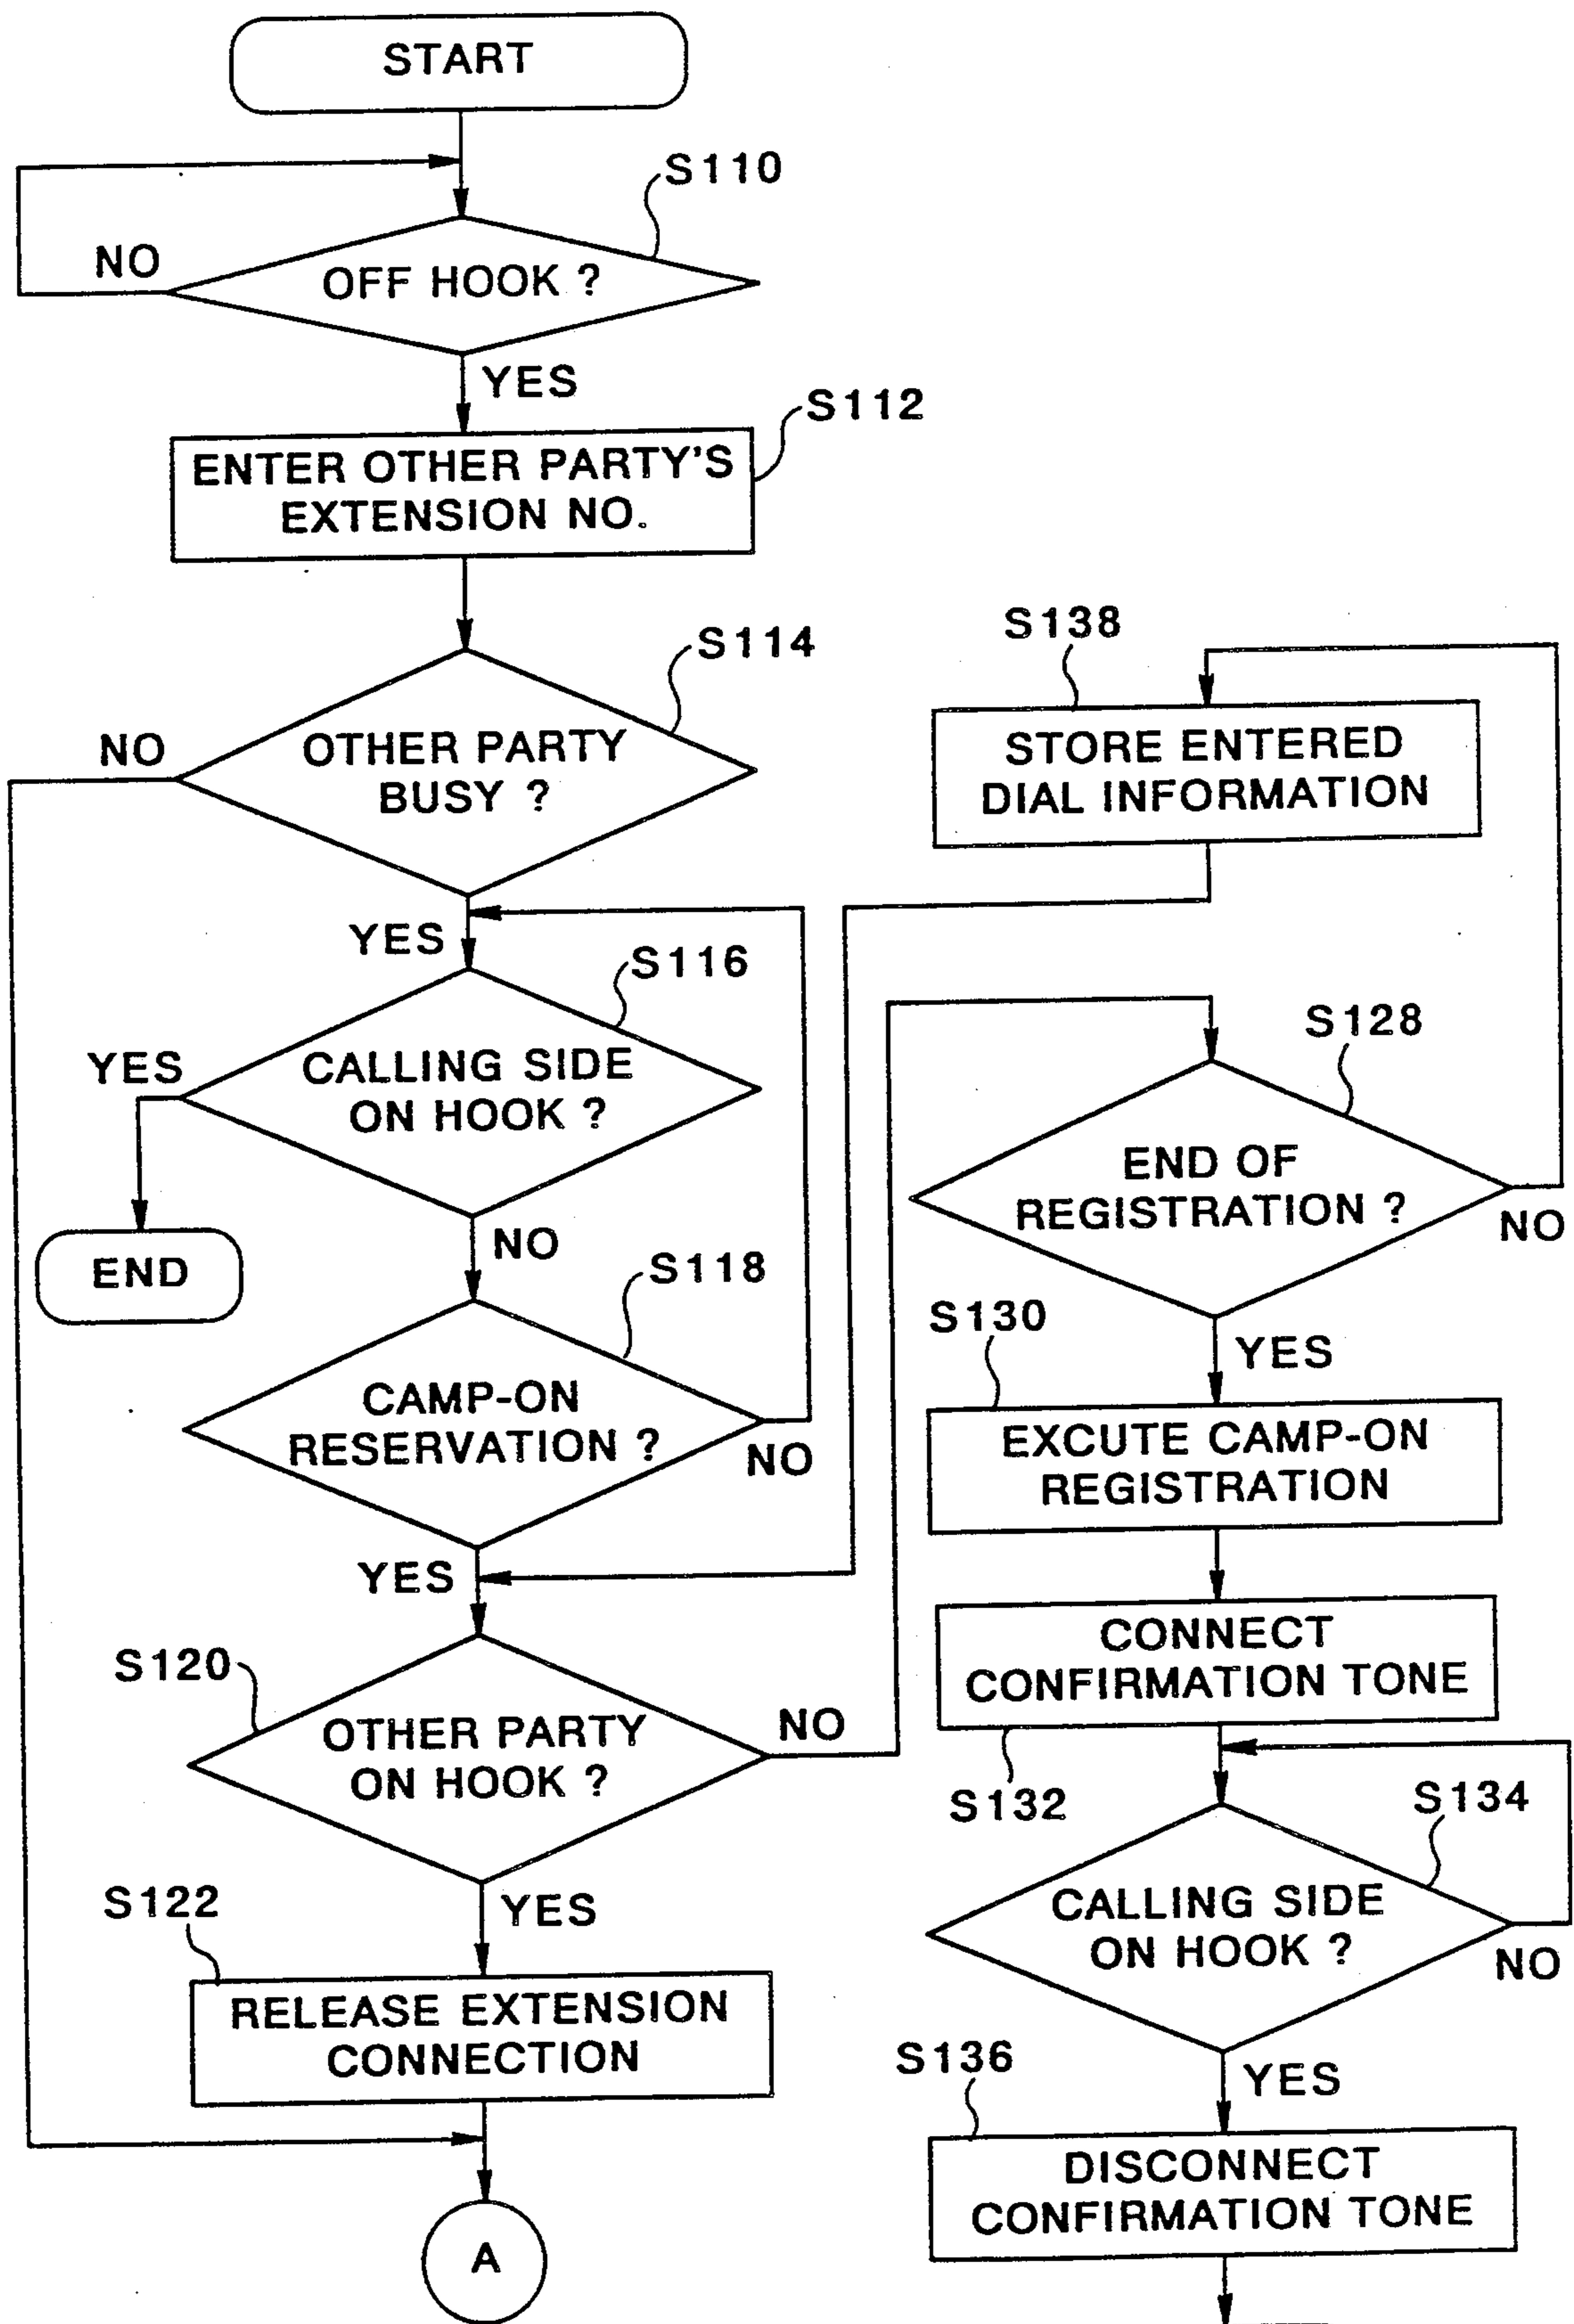 START
S110
NO
OFF HOOK ?
YES
S112
ENTER OTHER PARTY'S
EXTENSION NO.
S114
NO
OTHER PARTY
BUSY ?
YES
S116
YES
CALLING SIDE
ON HOOK ?
END
NO
S118
CAMP-ON
RESERVATION ?
NO
YES
S120
OTHER PARTY
ON HOOK ?
NO
S122
YES
RELEASE EXTENSION
CONNECTION
A
S138
STORE ENTERED
DIAL INFORMATION
S128
END OF
REGISTRATION ?
NO
S130
YES
EXCUTE CAMP-ON
REGISTRATION
CONNECT
CONFIRMATION TONE
S132
S134
CALLING SIDE
ON HOOK ?
NO
S136
YES
DISCONNECT
CONFIRMATION TONE